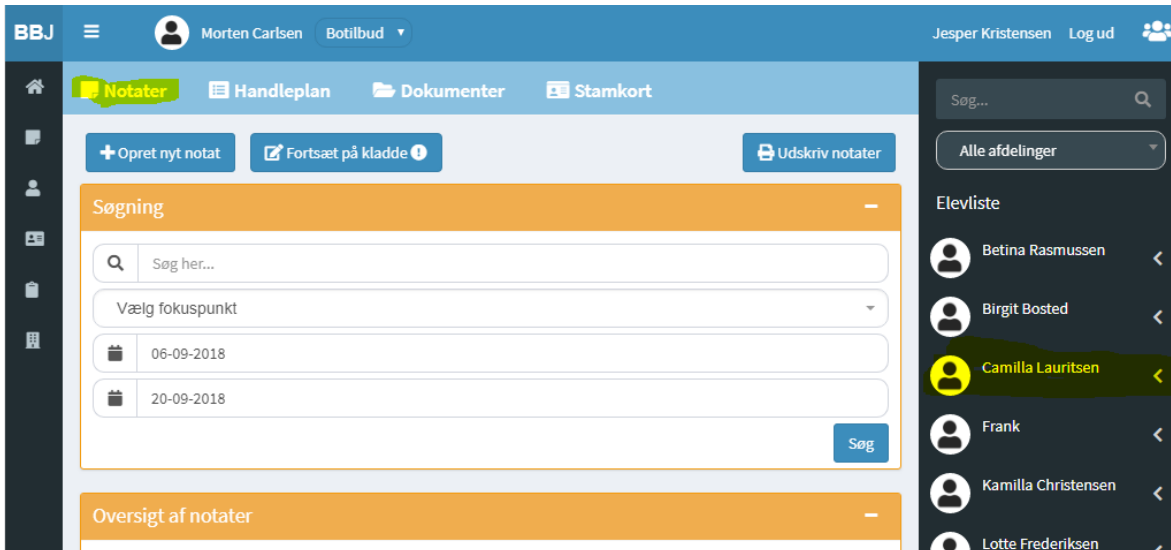 BBJ
Morten Carlsen Botilbud
Jesper Kristensen Log ud
Notater Handleplan Dokumenter Stamkort
Opret nyt notat Fortsæt på kladde
Udskriv notater
Søgning
Søg her...
Vælg fokuspunkt
06-09-2018
20-09-2018
Søg
Oversigt af notater
Søg...
Alle afdelinger
Elevliste
Betina Rasmussen
Birgit Bosted
Camilla Lauritsen
Frank
Kamilla Christensen
Lotte Frederiksen